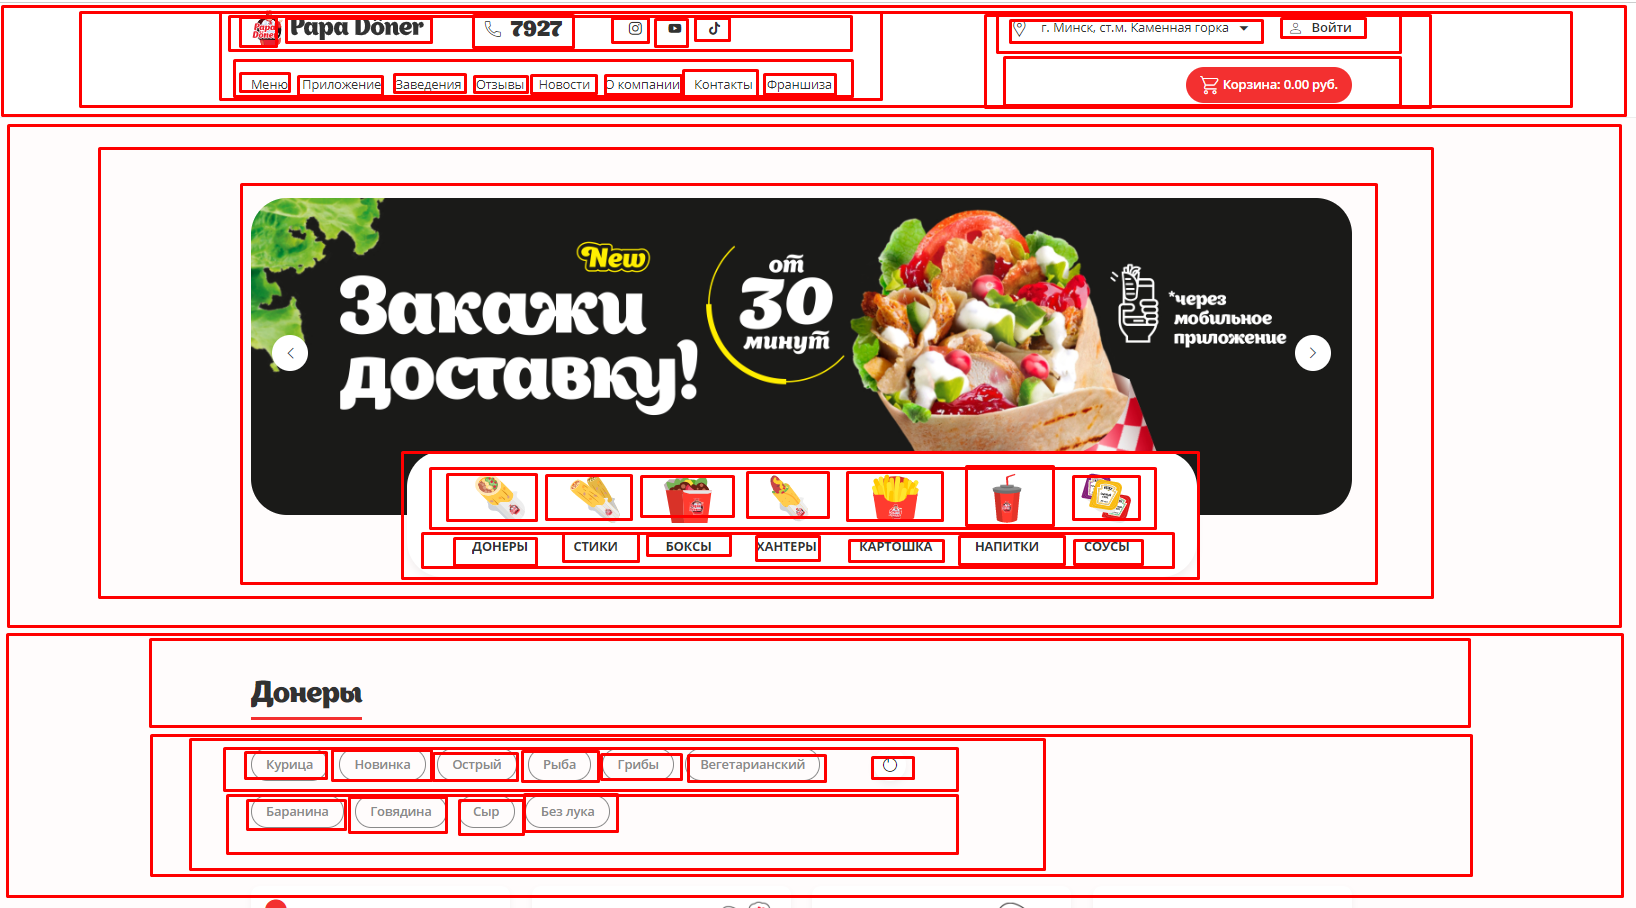 Papa Döner
Papa Döner
7927
г. Минск, ст.м. Каменная горка
Войти
Меню
Приложение
Заведения
Отзывы
Новости
О компании
Контакты
Франшиза
Корзина: 0.00 руб.
New
Закажи
доставку!
от
30
минут
*через
мобильное
приложение
ДОНЕРЫ
СТИКИ
БОКСЫ
ХАНТЕРЫ
КАРТОШКА
НАПИТКИ
СОУСЫ
Донеры
Курица
Новинка
Острый
Рыба
Грибы
Вегетарианский
Баранина
Говядина
Сыр
Без лука